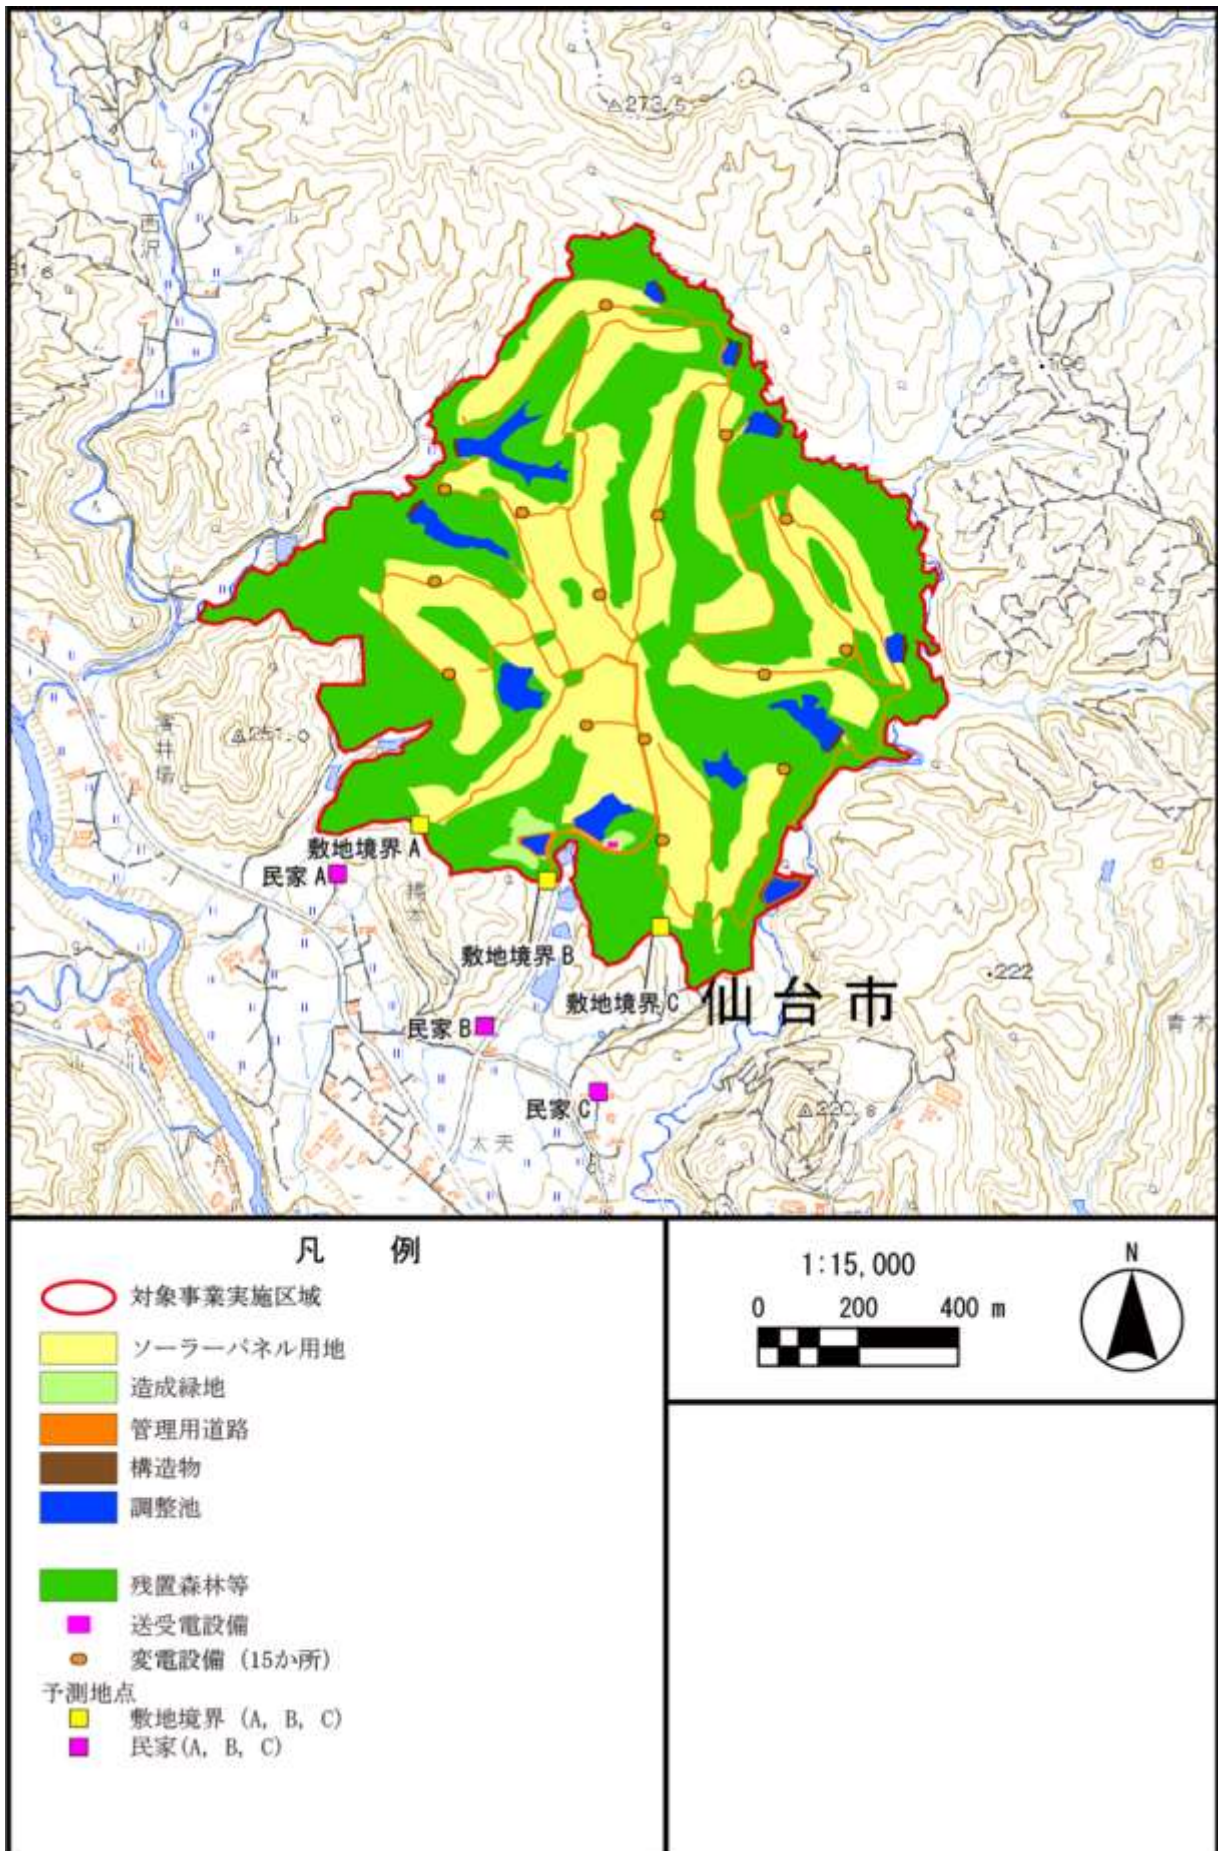 △273.5
西沢
196
△251.0
敷地境界 A
民家 A
敷地境界 B
敷地境界 C
仙台市
222
青木
民家 B
民家 C
△220.8
太夫
凡　例
対象事業実施区域
ソーラーパネル用地
造成緑地
管理用道路
構造物
調整池
残置森林等
送受電設備
変電設備 (15か所)
予測地点
敷地境界 (A, B, C)
民家(A, B, C)
1:15,000
0 200 400 m
N